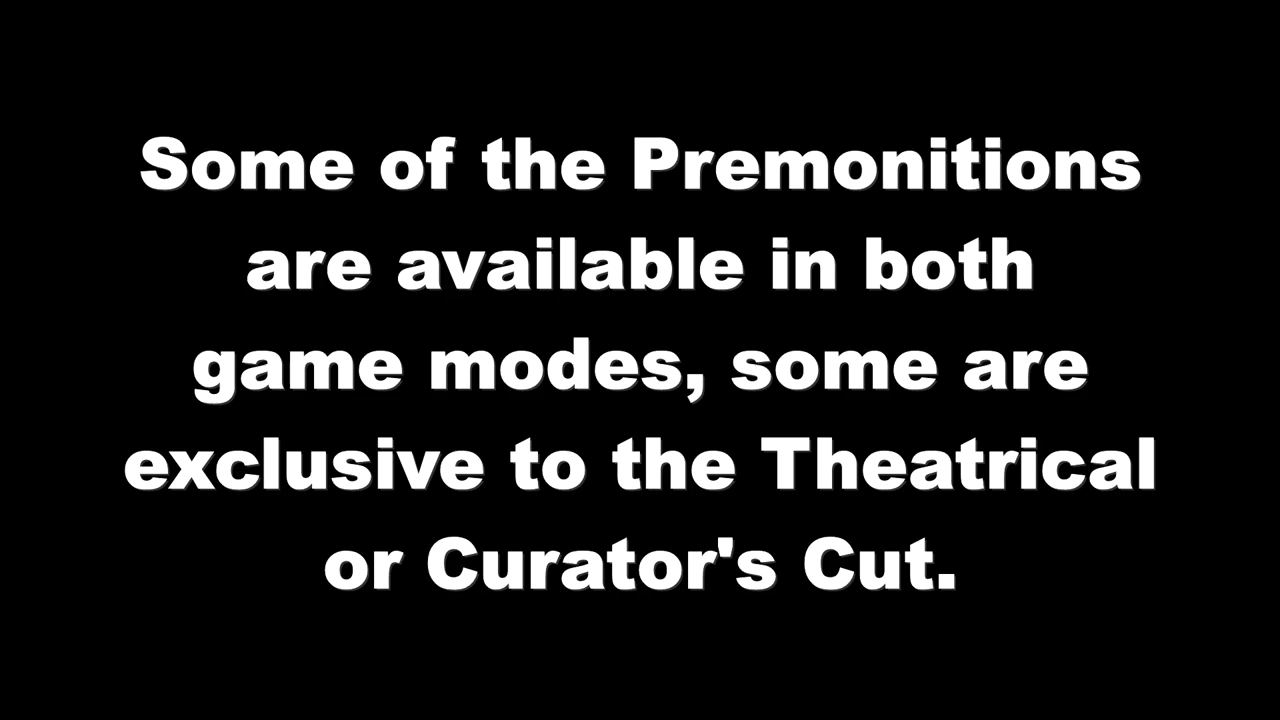 Some of the Premonitions
are available in both
game modes, some are
exclusive to the Theatrical
or Curator's Cut.